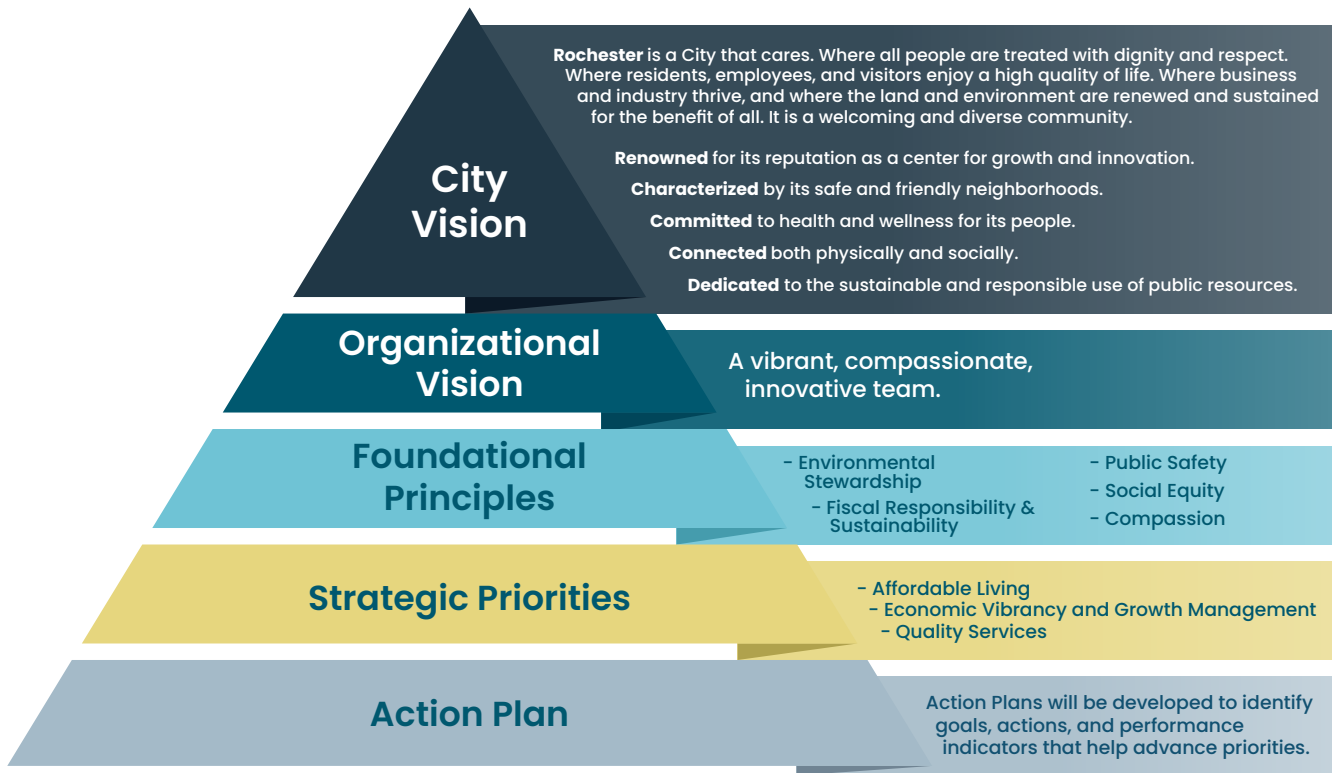 City
Vision
Rochester is a City that cares. Where all people are treated with dignity and respect.
Where residents, employees, and visitors enjoy a high quality of life. Where business
and industry thrive, and where the land and environment are renewed and sustained
for the benefit of all. It is a welcoming and diverse community.
Renowned for its reputation as a center for growth and innovation.
Characterized by its safe and friendly neighborhoods.
Committed to health and wellness for its people.
Connected both physically and socially.
Dedicated to the sustainable and responsible use of public resources.
Organizational
Vision
A vibrant, compassionate,
innovative team.
Foundational
Principles
- Environmental
Stewardship
- Fiscal Responsibility &
Sustainability
- Public Safety
- Social Equity
- Compassion
Strategic Priorities
- Affordable Living
- Economic Vibrancy and Growth Management
- Quality Services
Action Plan
Action Plans will be developed to identify
goals, actions, and performance
indicators that help advance priorities.